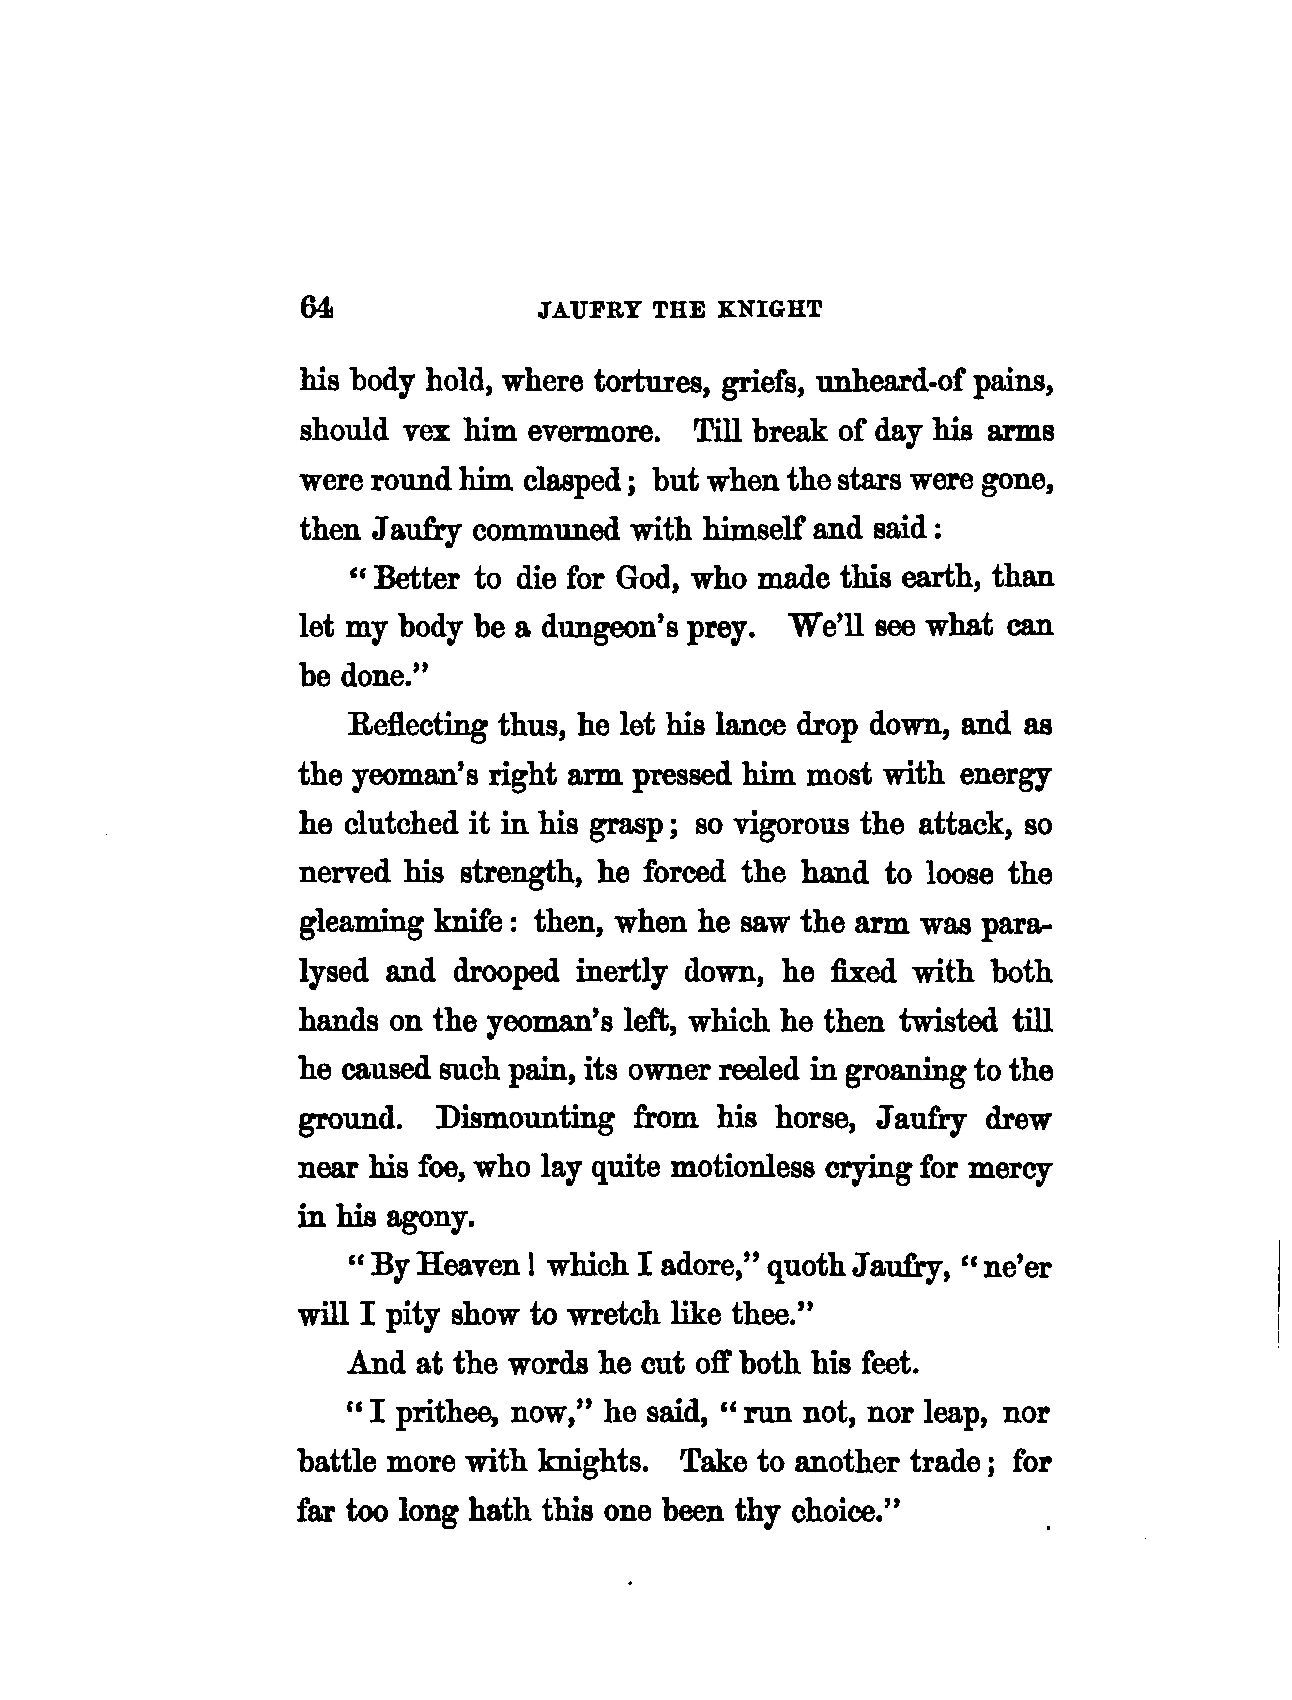 64 JAUFRY THE KNIGHT
his body hold, where tortures, griefs, unheard-of pains,
should vex him evermore. Till break of day his arms
were round him clasped; but when the stars were gone,
then Jaufry communed with himself and said:
"Better to die for God, who made this earth, than
let my body be a dungeon's prey. We'll see what can
be done."
Reflecting thus, he let his lance drop down, and as
the yeoman's right arm pressed him most with energy
he clutched it in his grasp; so vigorous the attack, so
nerved his strength, he forced the hand to loose the
gleaming knife: then, when he saw the arm was para-
lysed and drooped inertly down, he fixed with both
hands on the yeoman's left, which he then twisted till
he caused such pain, its owner reeled in groaning to the
ground. Dismounting from his horse, Jaufry drew
near his foe, who lay quite motionless crying for mercy
in his agony.
"By Heaven! which I adore," quoth Jaufry, "ne'er
will I pity show to wretch like thee."
And at the words he cut off both his feet.
"I prithee, now," he said, "run not, nor leap, nor
battle more with knights. Take to another trade; for
far too long hath this one been thy choice."